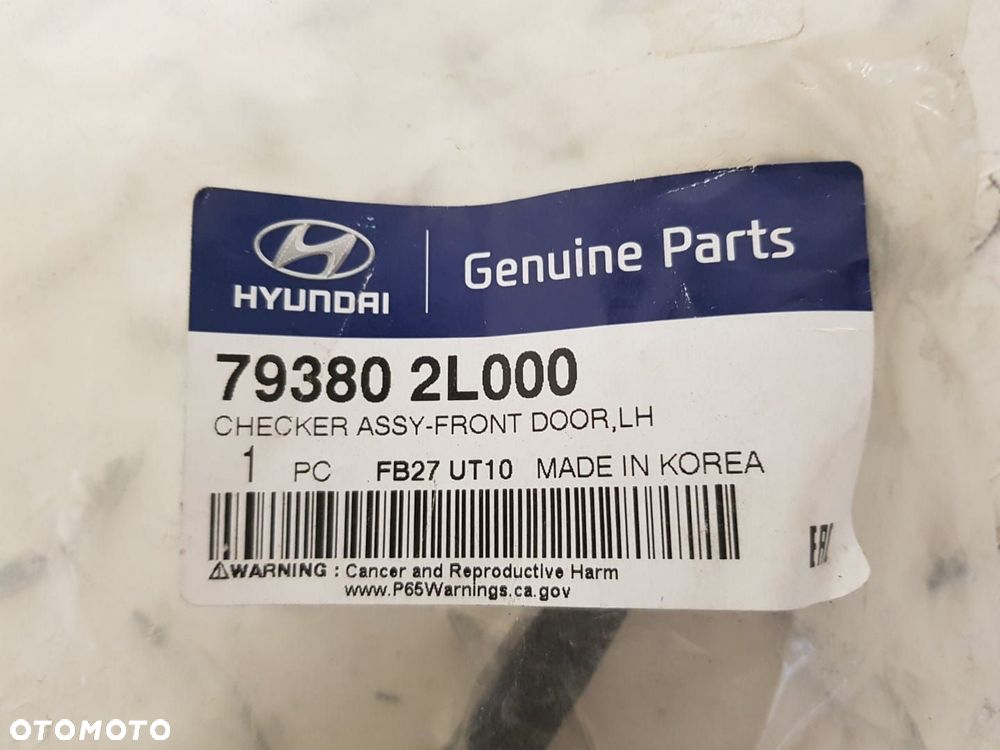 HYUNDAI
Genuine Parts
79380 2L000
CHECKER ASSY-FRONT DOOR,LH
1 PC FB27 UT10 MADE IN KOREA
EAC
⚠WARNING : Cancer and Reproductive Harm
www.P65Warnings.ca.gov
OTOMOTO